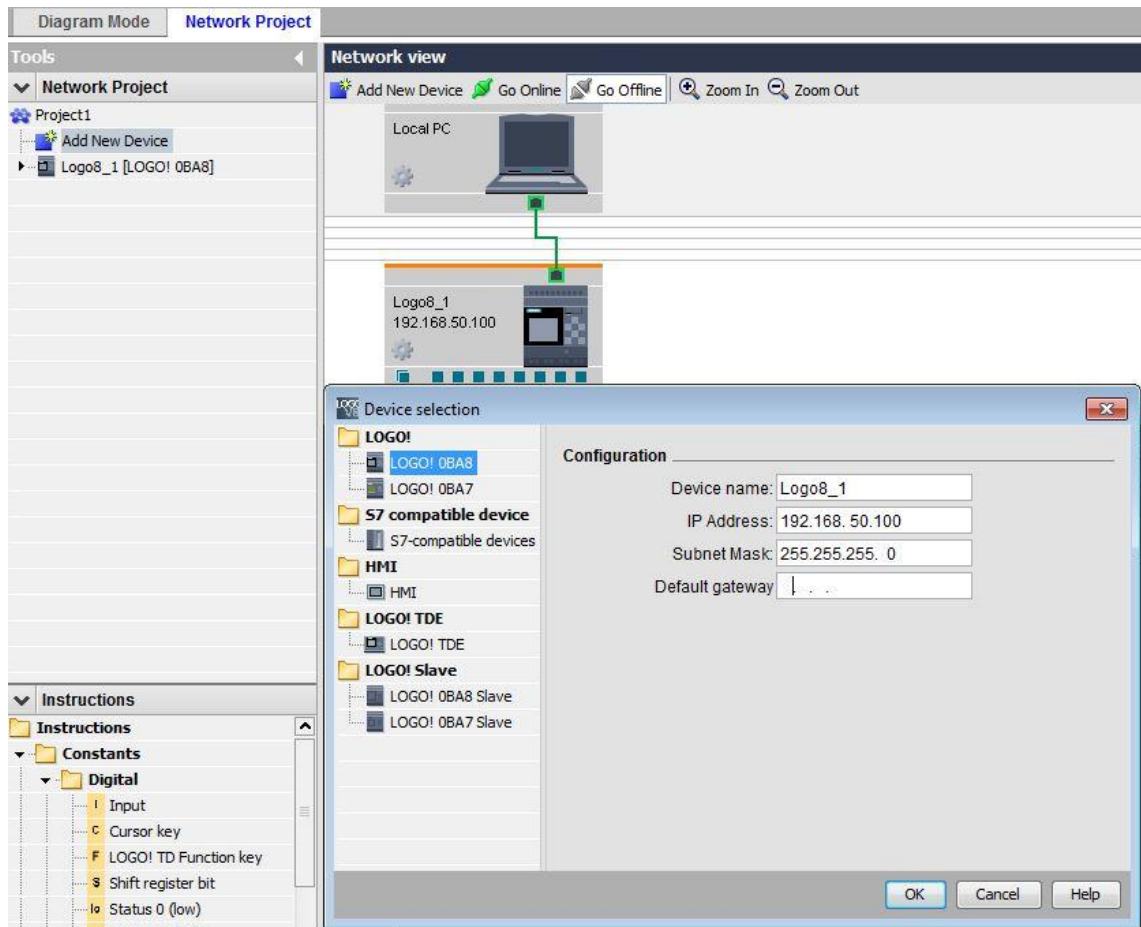 Diagram Mode
Network Project
Tools
Network Project
Project1
Add New Device
Logo8_1 [LOGO! 0BA8]
Network view
Add New Device
Go Online
Go Offline
Zoom In
Zoom Out
Local PC
Logo8_1
192.168.50.100
Device selection
LOGO!
LOGO! 0BA8
LOGO! 0BA7
S7 compatible device
S7-compatible devices
HMI
HMI
LOGO! TDE
LOGO! TDE
LOGO! Slave
LOGO! 0BA8 Slave
LOGO! 0BA7 Slave
Configuration
Device name: Logo8_1
IP Address: 192.168. 50.100
Subnet Mask: 255.255.255. 0
Default gateway . . .
OK
Cancel
Help
Instructions
Instructions
Constants
Digital
I Input
C Cursor key
F LOGO! TD Function key
S Shift register bit
lo Status 0 (low)